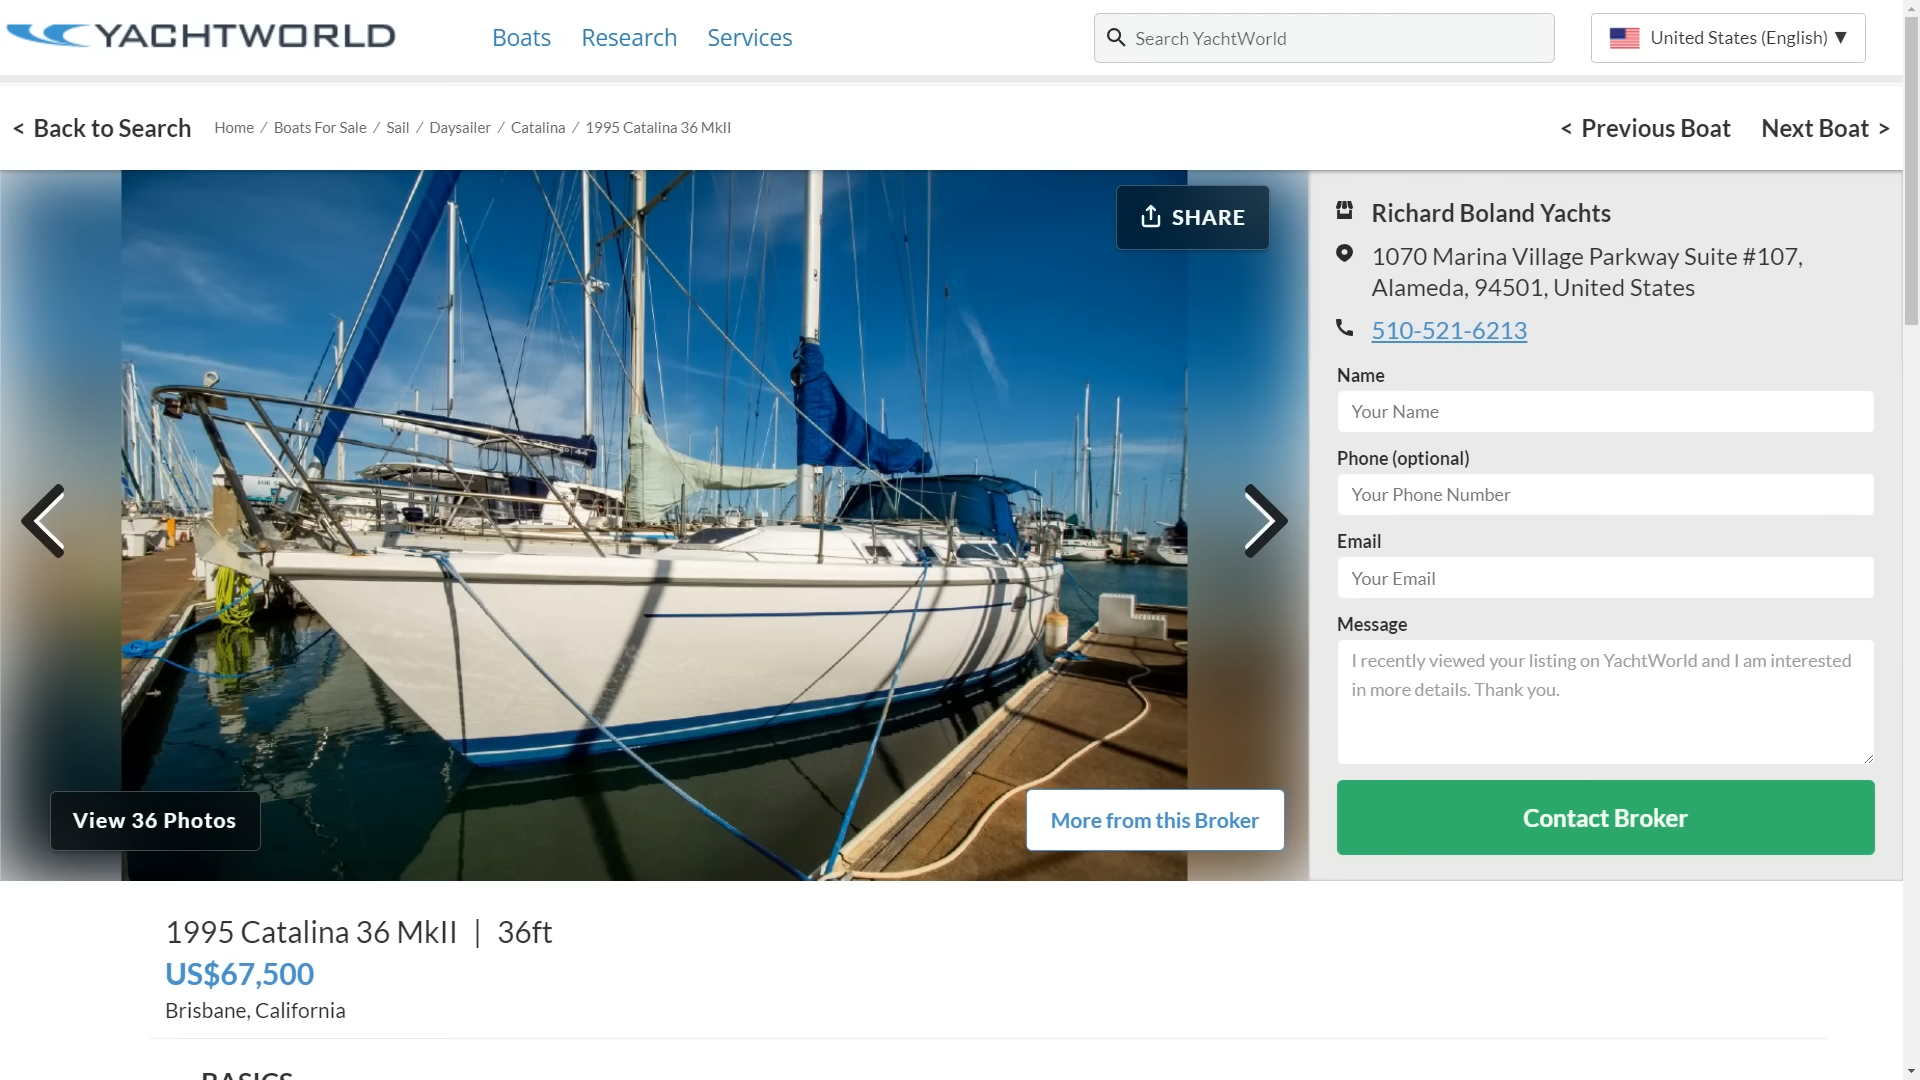 YACHTWORLD
Boats Research Services
Search YachtWorld
United States (English) ▼
< Back to Search
Home / Boats For Sale / Sail / Daysailer / Catalina / 1995 Catalina 36 MkII
< Previous Boat
Next Boat >
SHARE
View 36 Photos
More from this Broker
Richard Boland Yachts
1070 Marina Village Parkway Suite #107,
Alameda, 94501, United States
510-521-6213
Name
Your Name
Phone (optional)
Your Phone Number
Email
Your Email
Message
I recently viewed your listing on YachtWorld and I am interested
in more details. Thank you.
Contact Broker
1995 Catalina 36 MkII | 36ft
US$67,500
Brisbane, California
BASICS